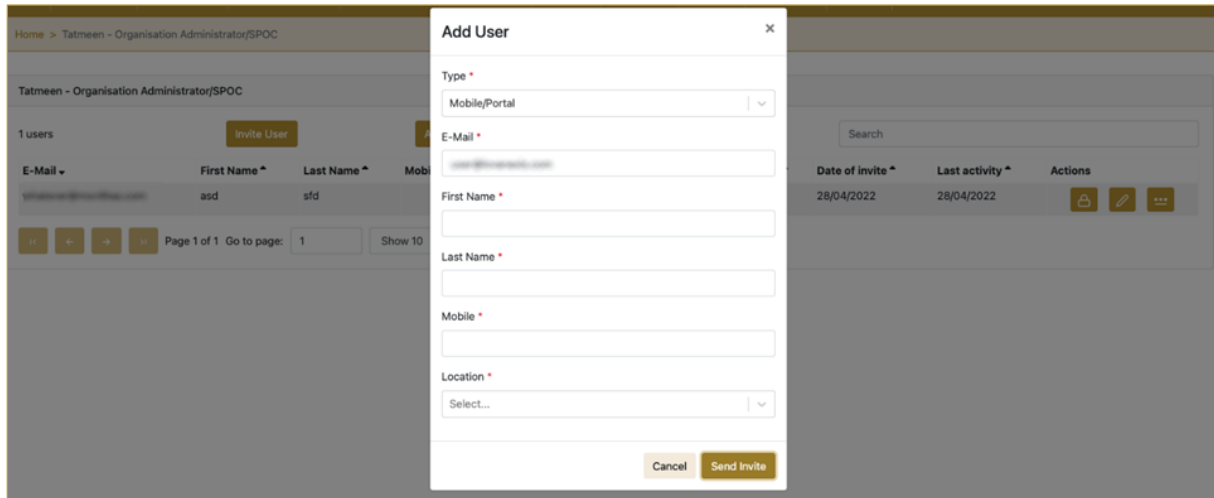 Home > Tatmeen - Organisation Administrator/SPOC
Tatmeen - Organisation Administrator/SPOC
1 users Invite User A Search
E-Mail First Name Last Name Mobi Date of invite Last activity Actions
asd sfd 28/04/2022 28/04/2022
Page 1 of 1 Go to page: 1 Show 10
Add User ×
Type *
Mobile/Portal
E-Mail *
First Name *
Last Name *
Mobile *
Location *
Select...
Cancel Send Invite